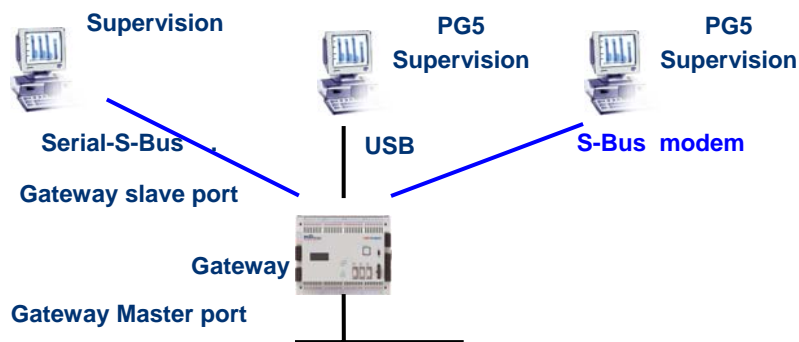 Supervision
PG5
Supervision
PG5
Supervision
Serial-S-Bus .
USB
S-Bus modem
Gateway slave port
Gateway
Gateway Master port